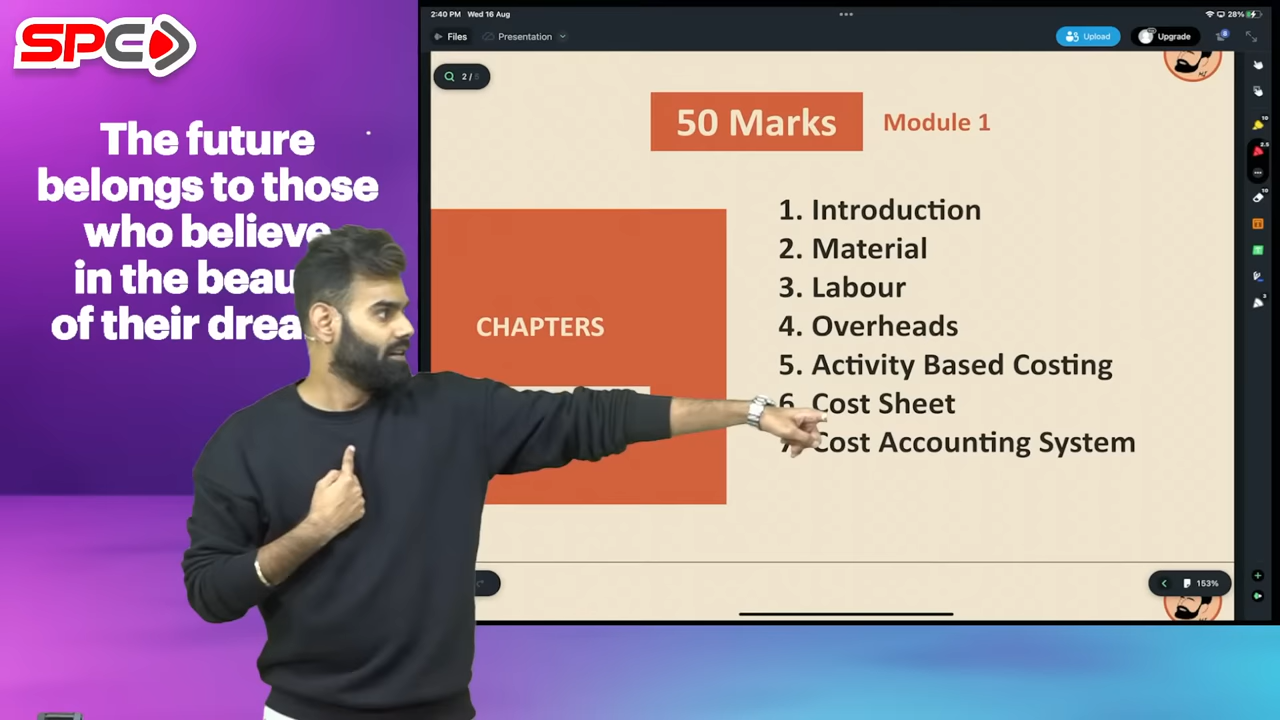 SPC
The future
belongs to those
who believe
in the beau
of their drea
2:40 PM Wed 16 Aug
28%
Files
Presentation
Upload
Upgrade
2 /
50 Marks
Module 1
CHAPTERS
1. Introduction
2. Material
3. Labour
4. Overheads
5. Activity Based Costing
6. Cost Sheet
7. Cost Accounting System
153%